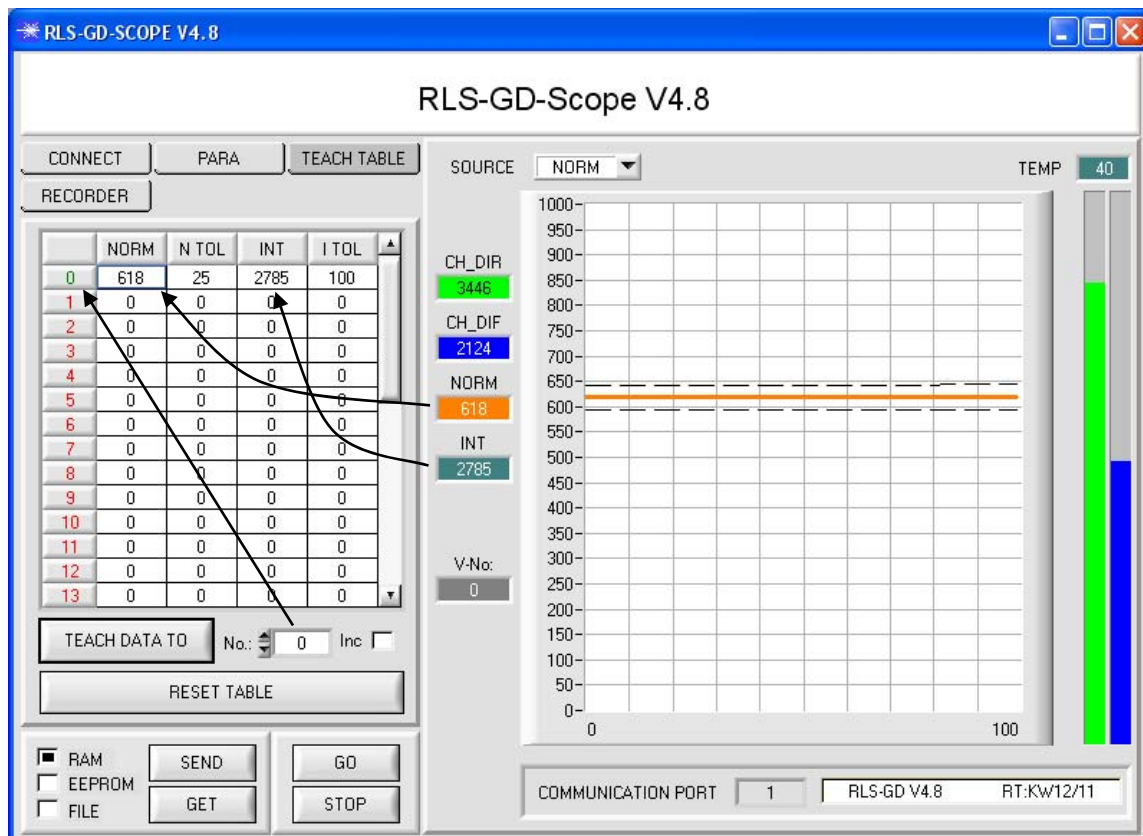 RLS-GD-SCOPE V4.8
RLS-GD-Scope V4.8
CONNECT PARA TEACH TABLE
RECORDER
NORM N TOL INT I TOL
0 618 25 2785 100
1 0 0 0 0
2 0 0 0 0
3 0 0 0 0
4 0 0 0 0
5 0 0 0 0
6 0 0 0 0
7 0 0 0 0
8 0 0 0 0
9 0 0 0 0
10 0 0 0 0
11 0 0 0 0
12 0 0 0 0
13 0 0 0 0
TEACH DATA TO No.: 0 Inc
RESET TABLE
RAM
EEPROM
FILE
SEND
GET
GO
STOP
SOURCE NORM
TEMP 40
CH_DIR
3446
CH_DIF
2124
NORM
618
INT
2785
V-No:
0
1000
950
900
850
800
750
700
650
600
550
500
450
400
350
300
250
200
150
100
50
0
0 100
COMMUNICATION PORT 1 RLS-GD V4.8 RT:KW12/11